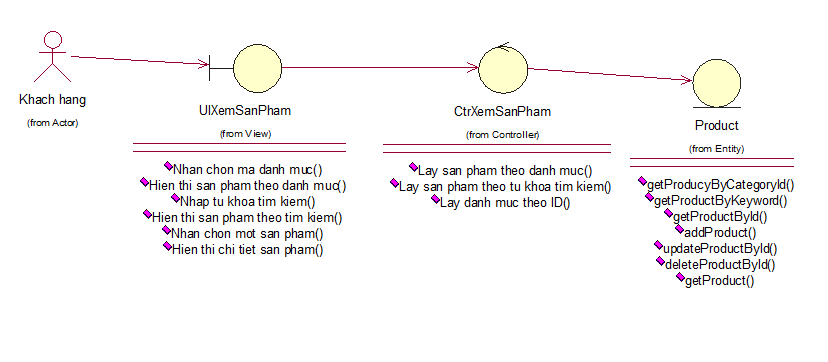 Khach hang
(from Actor)
UIXemSanPham
(from View)
Nhan chon ma danh muc()
Hien thi san pham theo danh muc()
Nhap tu khoa tim kiem()
Hien thi san pham theo tim kiem()
Nhan chon mot san pham()
Hien thi chi tiet san pham()
CtrXemSanPham
(from Controller)
Lay san pham theo danh muc()
Lay san pham theo tu khoa tim kiem()
Lay danh muc theo ID()
Product
(from Entity)
getProducyByCategoryId()
getProductByKeyword()
getProductById()
addProduct()
updateProductById()
deleteProductById()
getProduct()